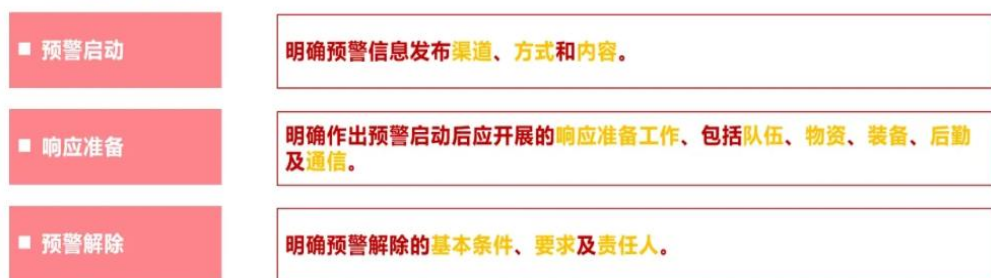 ■ 预警启动
明确预警信息发布渠道、方式和内容。
■ 响应准备
明确作出预警启动后应开展的响应准备工作、包括队伍、物资、装备、后勤
及通信。
■ 预警解除
明确预警解除的基本条件、要求及责任人。